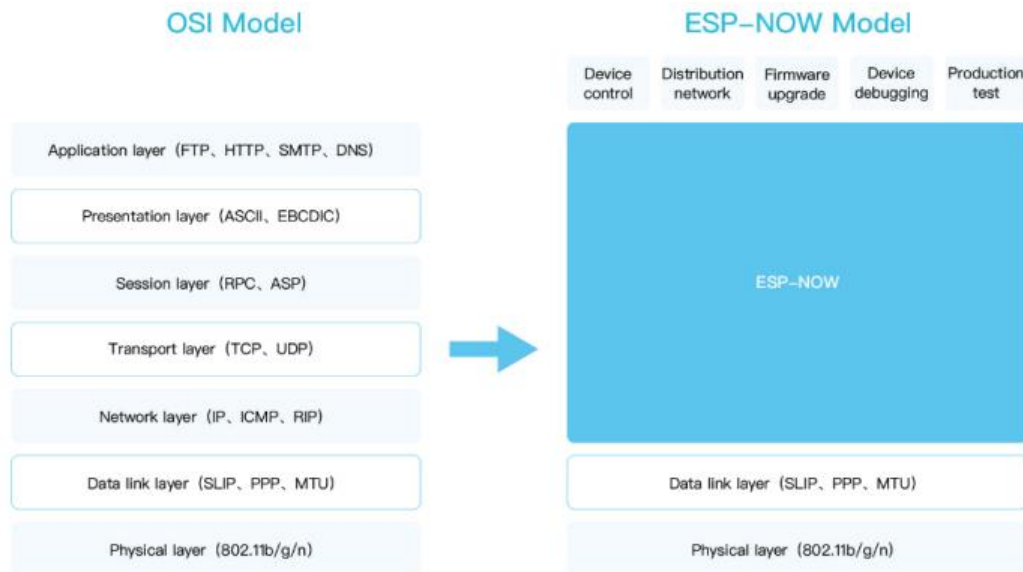 OSI Model
Application layer (FTP、HTTP、SMTP、DNS)
Presentation layer (ASCII、EBCDIC)
Session layer (RPC、ASP)
Transport layer (TCP、UDP)
Network layer (IP、ICMP、RIP)
Data link layer (SLIP、PPP、MTU)
Physical layer (802.11b/g/n)
ESP-NOW Model
Device
control
Distribution
network
Firmware
upgrade
Device
debugging
Production
test
ESP-NOW
Data link layer (SLIP、PPP、MTU)
Physical layer (802.11b/g/n)